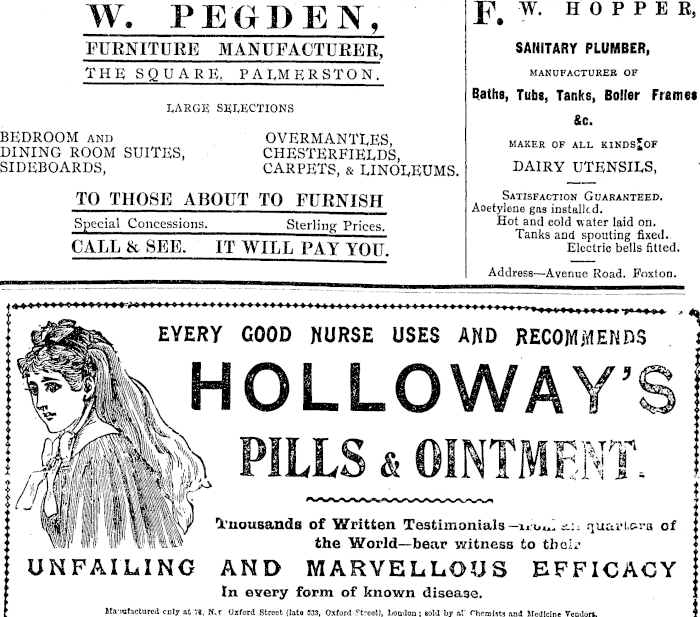 W. PEGDEN,
FURNITURE MANUFACTURER,
THE SQUARE, PALMERSTON.
LARGE SELECTIONS
BEDROOM AND
DINING ROOM SUITES,
SIDEBOARDS,
OVERMANTLES,
CHESTERFIELDS,
CARPETS, & LINOLEUMS.
TO THOSE ABOUT TO FURNISH
Special Concessions. Sterling Prices.
CALL & SEE. IT WILL PAY YOU.
F. W. HOPPER,
SANITARY PLUMBER,
MANUFACTURER OF
Baths, Tubs, Tanks, Boiler Frames
&c.
MAKER OF ALL KINDS OF
DAIRY UTENSILS,
SATISFACTION GUARANTEED.
Acetylene gas installed.
Hot and cold water laid on.
Tanks and spouting fixed.
Electric bells fitted.
Address—Avenue Road, Foxton.
EVERY GOOD NURSE USES AND RECOMMENDS
HOLLOWAY'S
PILLS & OINTMENT.
Thousands of Written Testimonials—from all quarters of
the World—bear witness to their
UNFAILING AND MARVELLOUS EFFICACY
In every form of known disease.
Manufactured only at 78, New Oxford Street (late 533, Oxford Street), London; sold by all Chemists and Medicine Vendors.